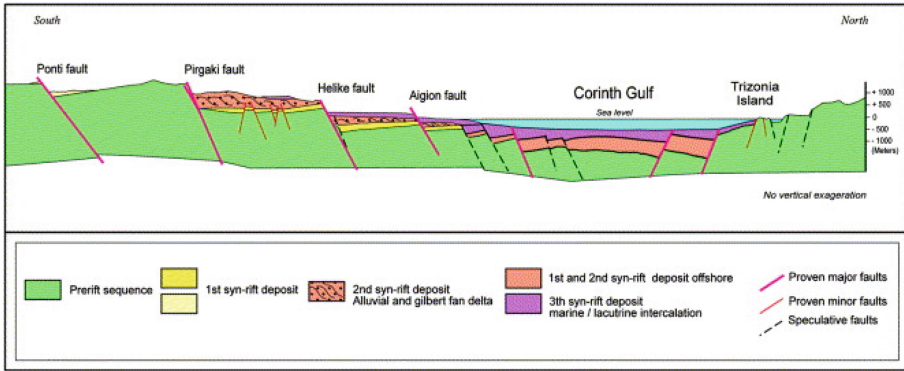 South
North
Ponti fault
Pirgaki fault
Helike fault
Aigion fault
Corinth Gulf
Sea level
Trizonia
Island
+ 1000
+ 500
0
- 500
- 1000
(Meters)
No vertical exageration
Prerift sequence
1st syn-rift deposit
2nd syn-rift deposit
Alluvial and gilbert fan delta
1st and 2nd syn-rift deposit offshore
3th syn-rift deposit
marine / lacutrine intercalation
Proven major faults
Proven minor faults
Speculative faults